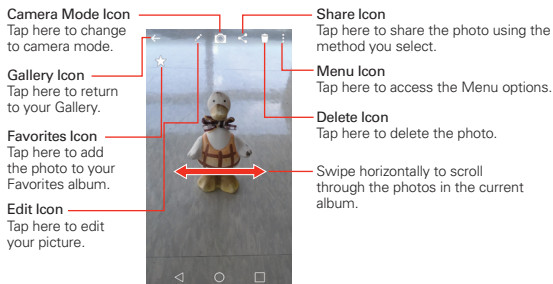 Camera Mode Icon
Tap here to change
to camera mode.
Gallery Icon
Tap here to return
to your Gallery.
Favorites Icon
Tap here to add
the photo to your
Favorites album.
Edit Icon
Tap here to edit
your picture.
Share Icon
Tap here to share the photo using the
method you select.
Menu Icon
Tap here to access the Menu options.
Delete Icon
Tap here to delete the photo.
Swipe horizontally to scroll
through the photos in the current
album.